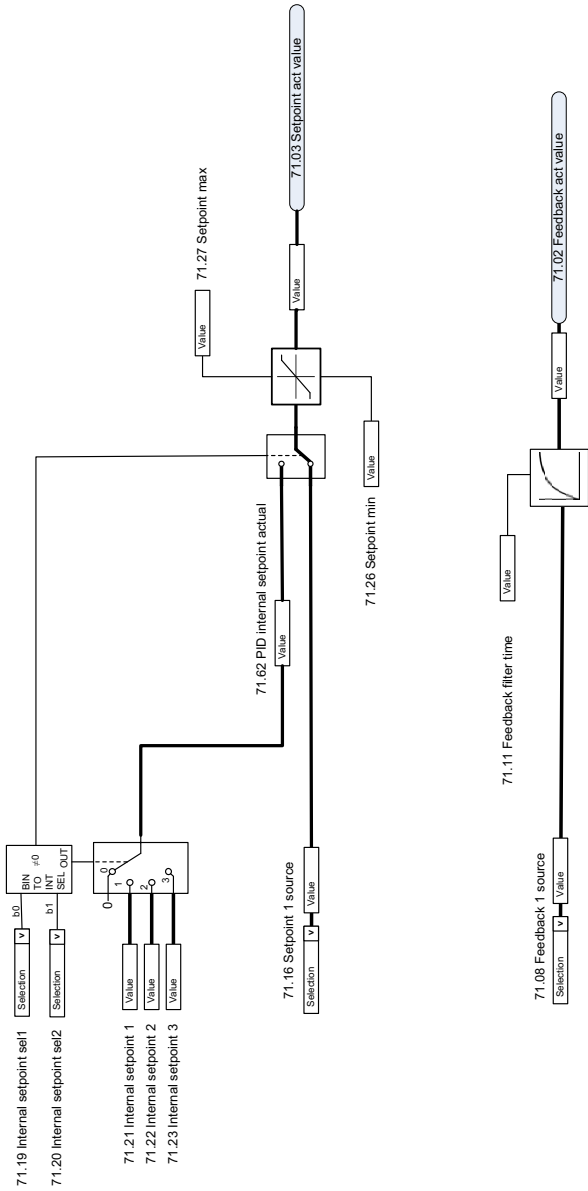 71.19 Internal setpoint sel1
Selection
v
b0
71.20 Internal setpoint sel2
Selection
v
b1
BIN
TO
INT
SEL
≠0
OUT
0
0
1
2
3
71.21 Internal setpoint 1
Value
71.22 Internal setpoint 2
Value
71.23 Internal setpoint 3
Value
71.62 PID internal setpoint actual
Value
71.16 Setpoint 1 source
Selection
v
Value
71.27 Setpoint max
Value
71.26 Setpoint min
Value
Value
71.03 Setpoint act value
71.11 Feedback filter time
Value
71.08 Feedback 1 source
Selection
v
Value
Value
71.02 Feedback act value